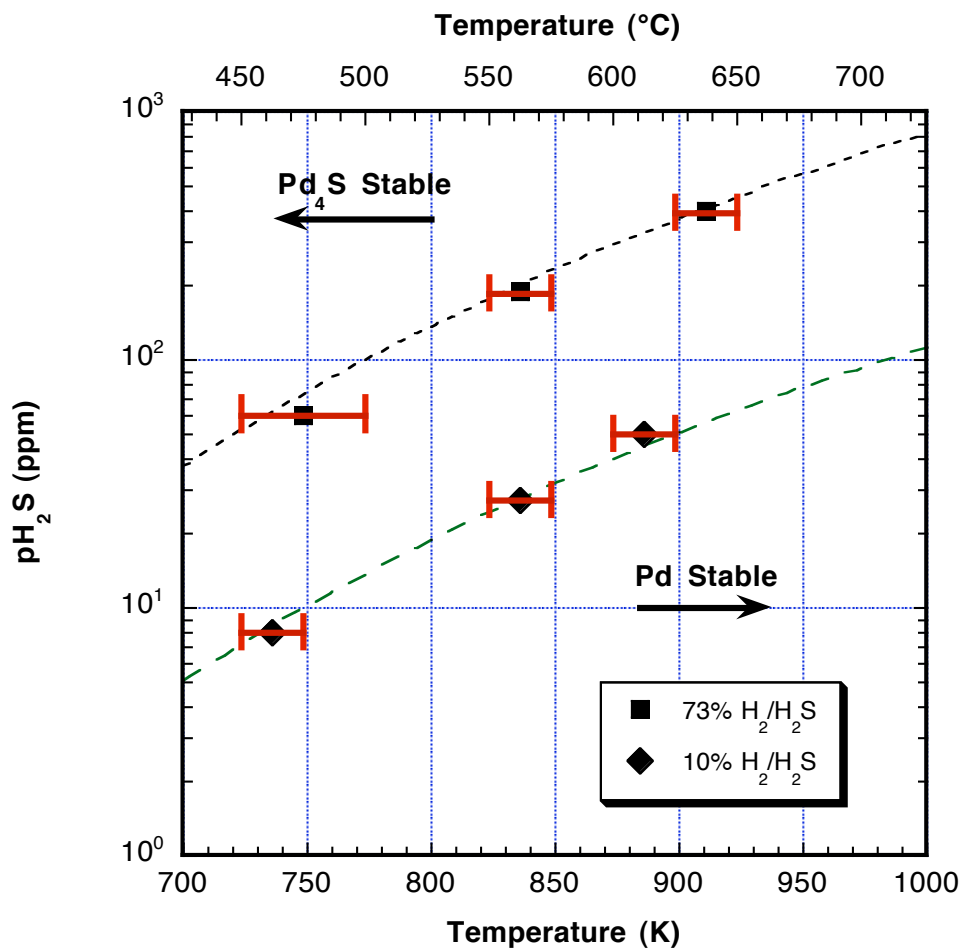 Temperature (°C)
450 500 550 600 650 700
10³
Pd₄S Stable
10²
pH₂S (ppm)
Pd Stable
10¹
73% H₂/H₂S
10% H₂/H₂S
10⁰
700 750 800 850 900 950 1000
Temperature (K)